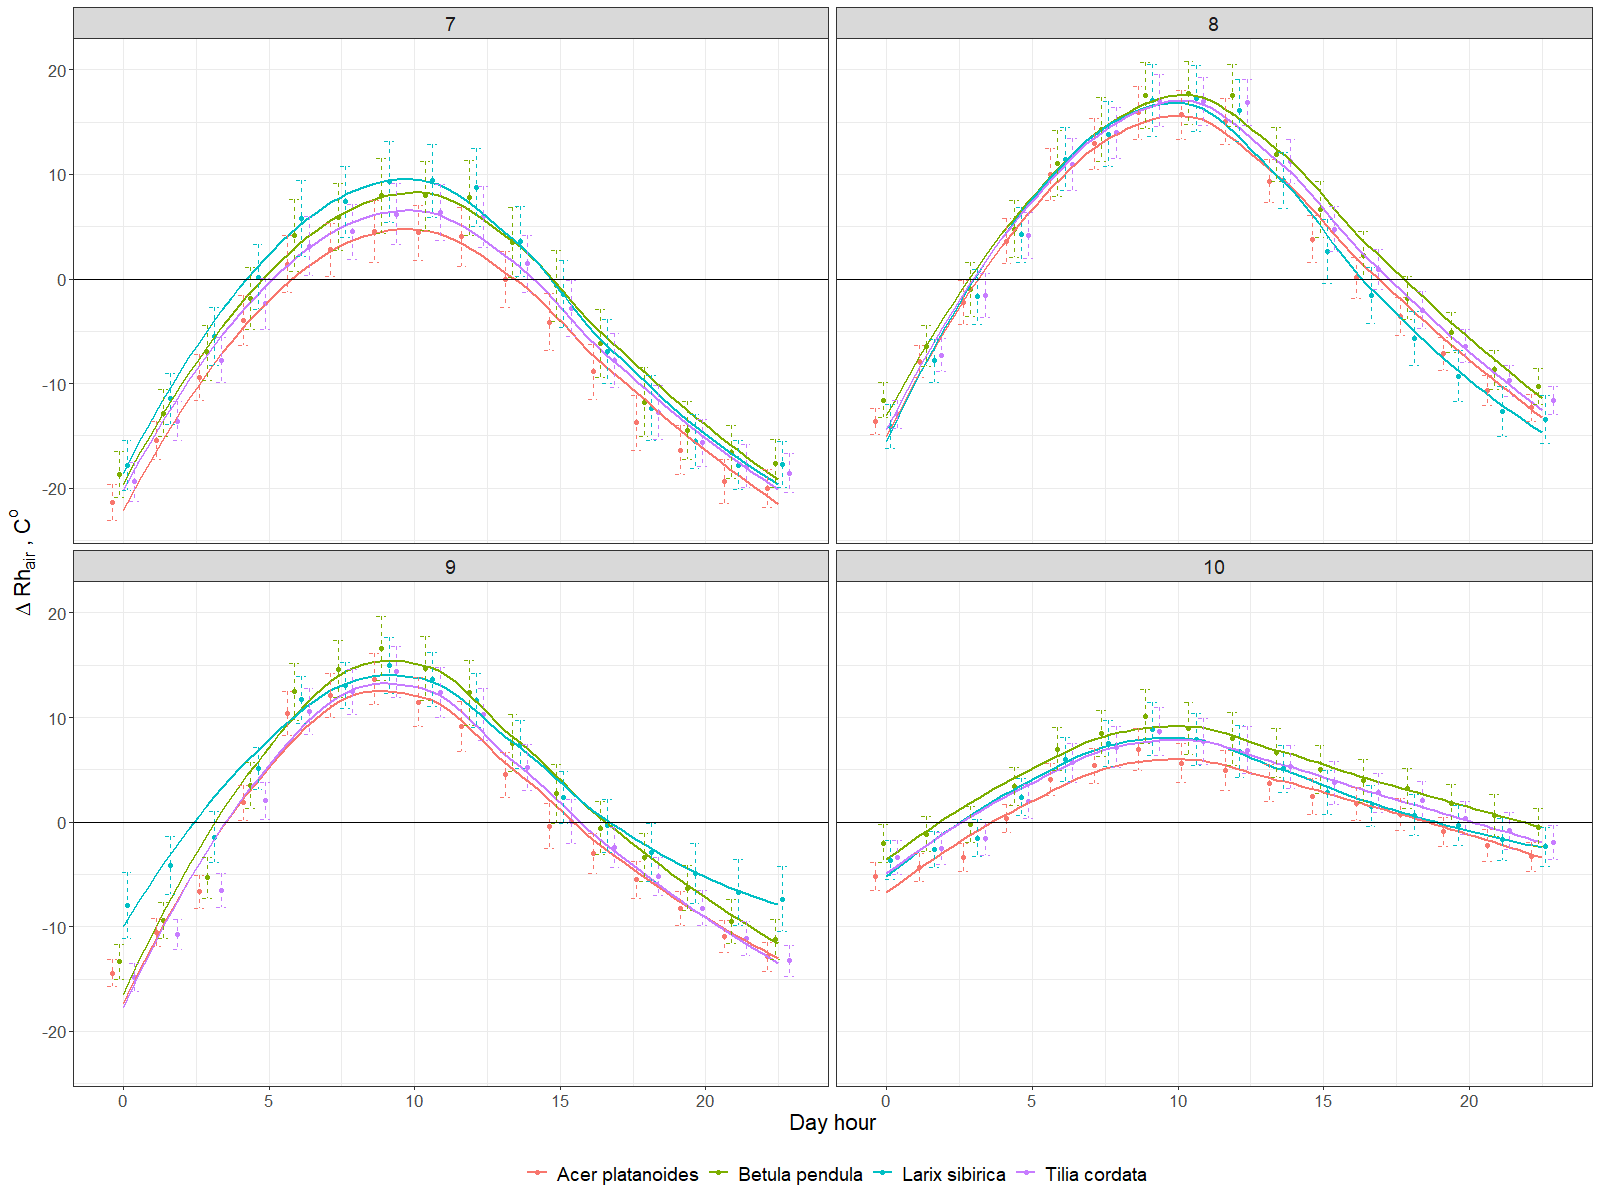 7
8
20
10
0
-10
-20
9
10
20
10
0
-10
-20
Δ Rhair , Co
0 5 10 15 20
0 5 10 15 20
Day hour
Acer platanoides Betula pendula Larix sibirica Tilia cordata